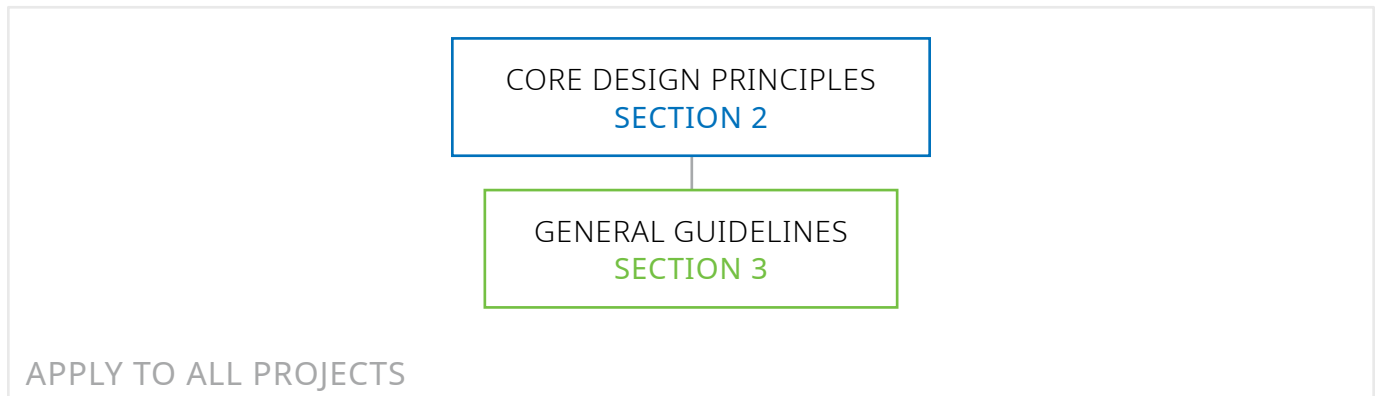 CORE DESIGN PRINCIPLES
SECTION 2
GENERAL GUIDELINES
SECTION 3
APPLY TO ALL PROJECTS